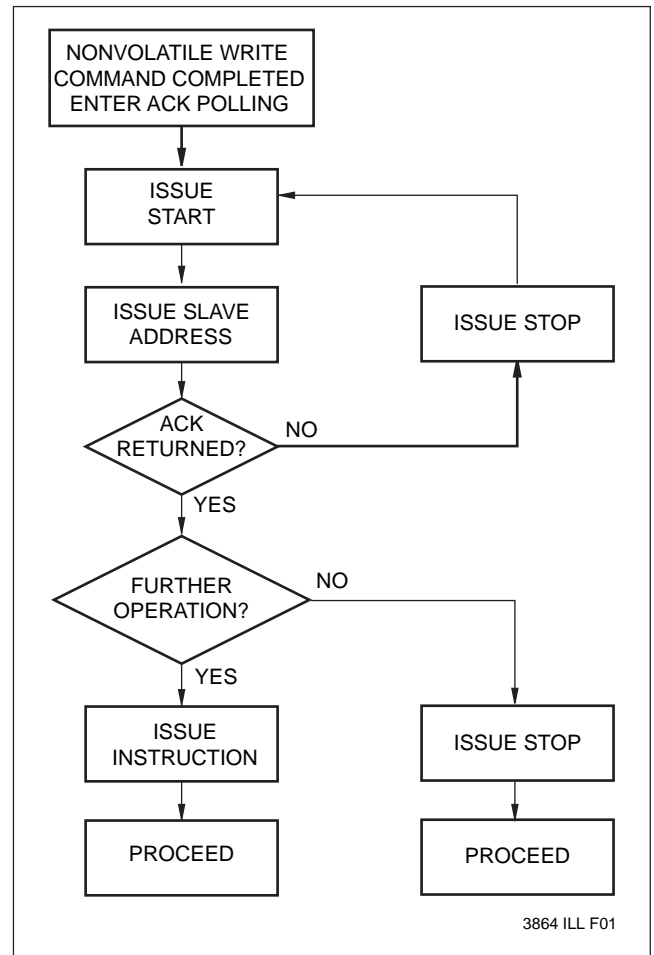 NONVOLATILE WRITE
COMMAND COMPLETED
ENTER ACK POLLING
ISSUE
START
ISSUE SLAVE
ADDRESS
ISSUE STOP
ACK
RETURNED?
NO
YES
FURTHER
OPERATION?
NO
YES
ISSUE
INSTRUCTION
ISSUE STOP
PROCEED
PROCEED
3864 ILL F01